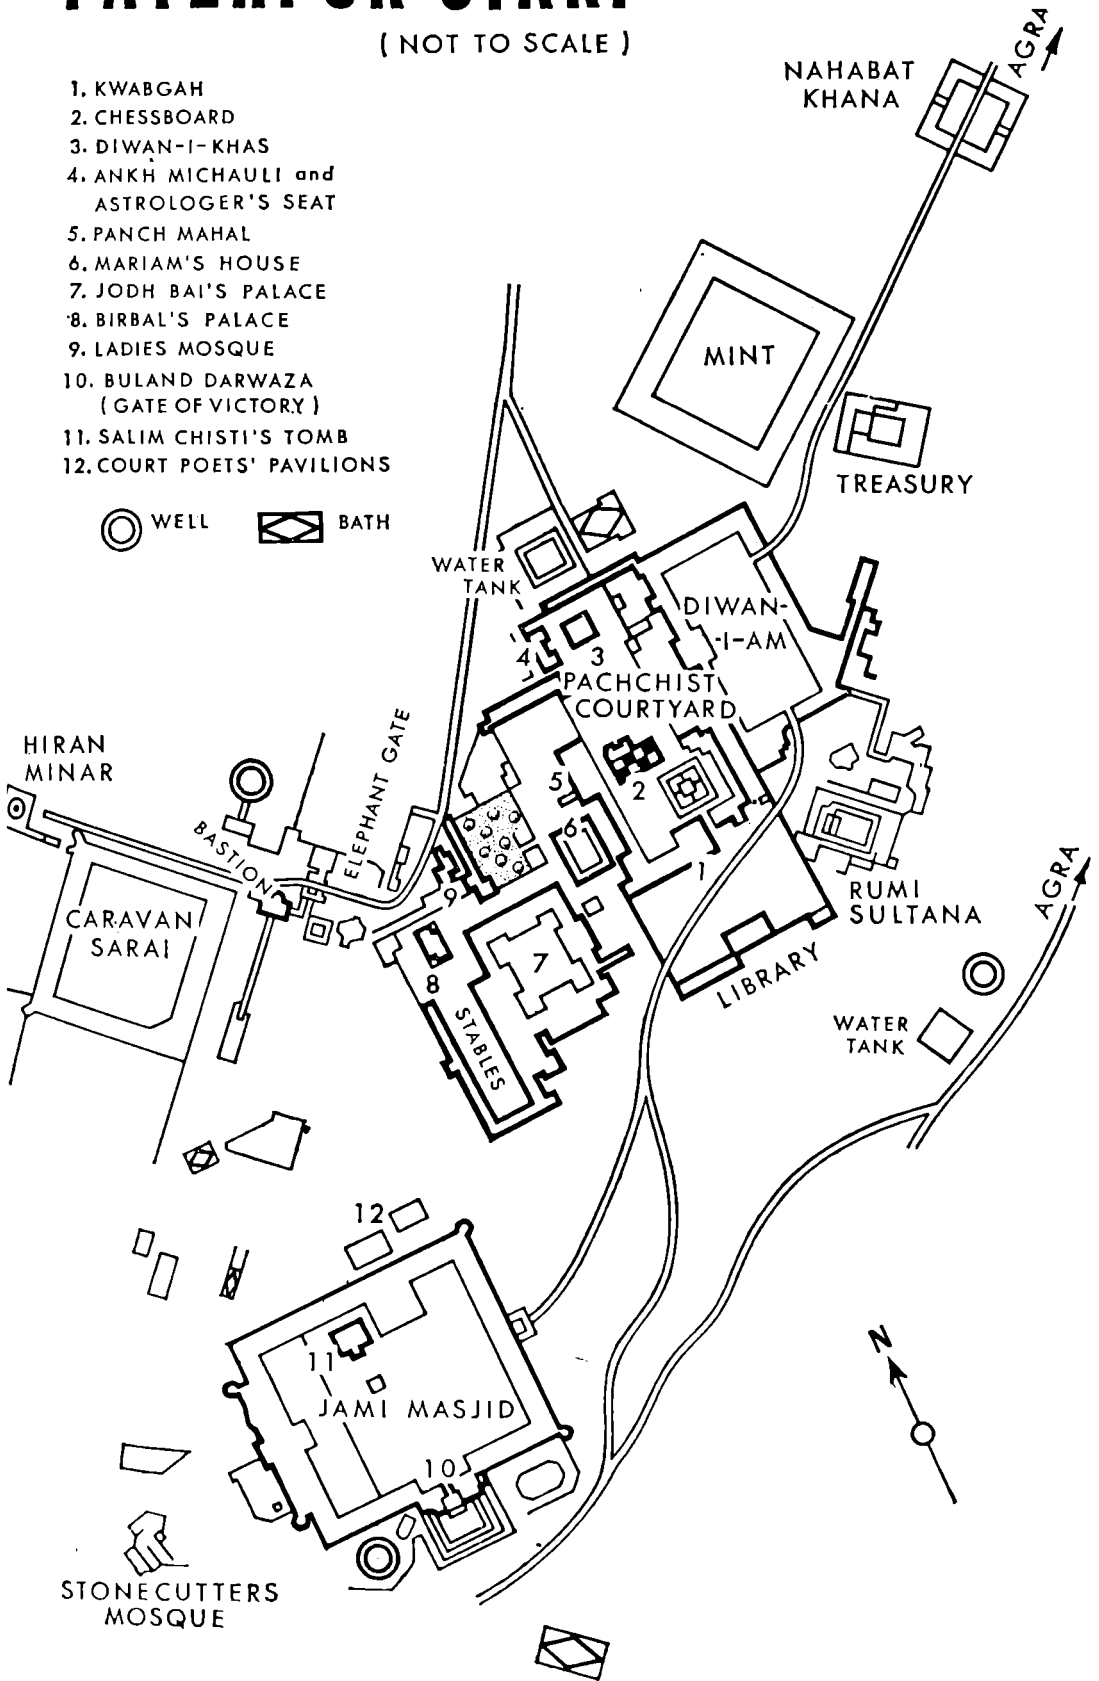 FATEHPUR SIKRI
( NOT TO SCALE )
1. KWABGAH
2. CHESSBOARD
3. DIWAN-I-KHAS
4. ANKH MICHAULI and
ASTROLOGER'S SEAT
5. PANCH MAHAL
6. MARIAM'S HOUSE
7. JODH BAI'S PALACE
8. BIRBAL'S PALACE
9. LADIES MOSQUE
10. BULAND DARWAZA
( GATE OF VICTORY )
11. SALIM CHISTI'S TOMB
12. COURT POETS' PAVILIONS
WELL
BATH
AGRA
NAHABAT
KHANA
MINT
TREASURY
WATER
TANK
DIWAN-
-I-AM
4
3
PACHCHISTI
COURTYARD
HIRAN
MINAR
ELEPHANT GATE
BASTION
5
2
6
1
9
CARAVAN
SARAI
7
8
STABLES
LIBRARY
RUMI
SULTANA
AGRA
WATER
TANK
12
11
JAMI MASJID
10
N
STONECUTTERS
MOSQUE